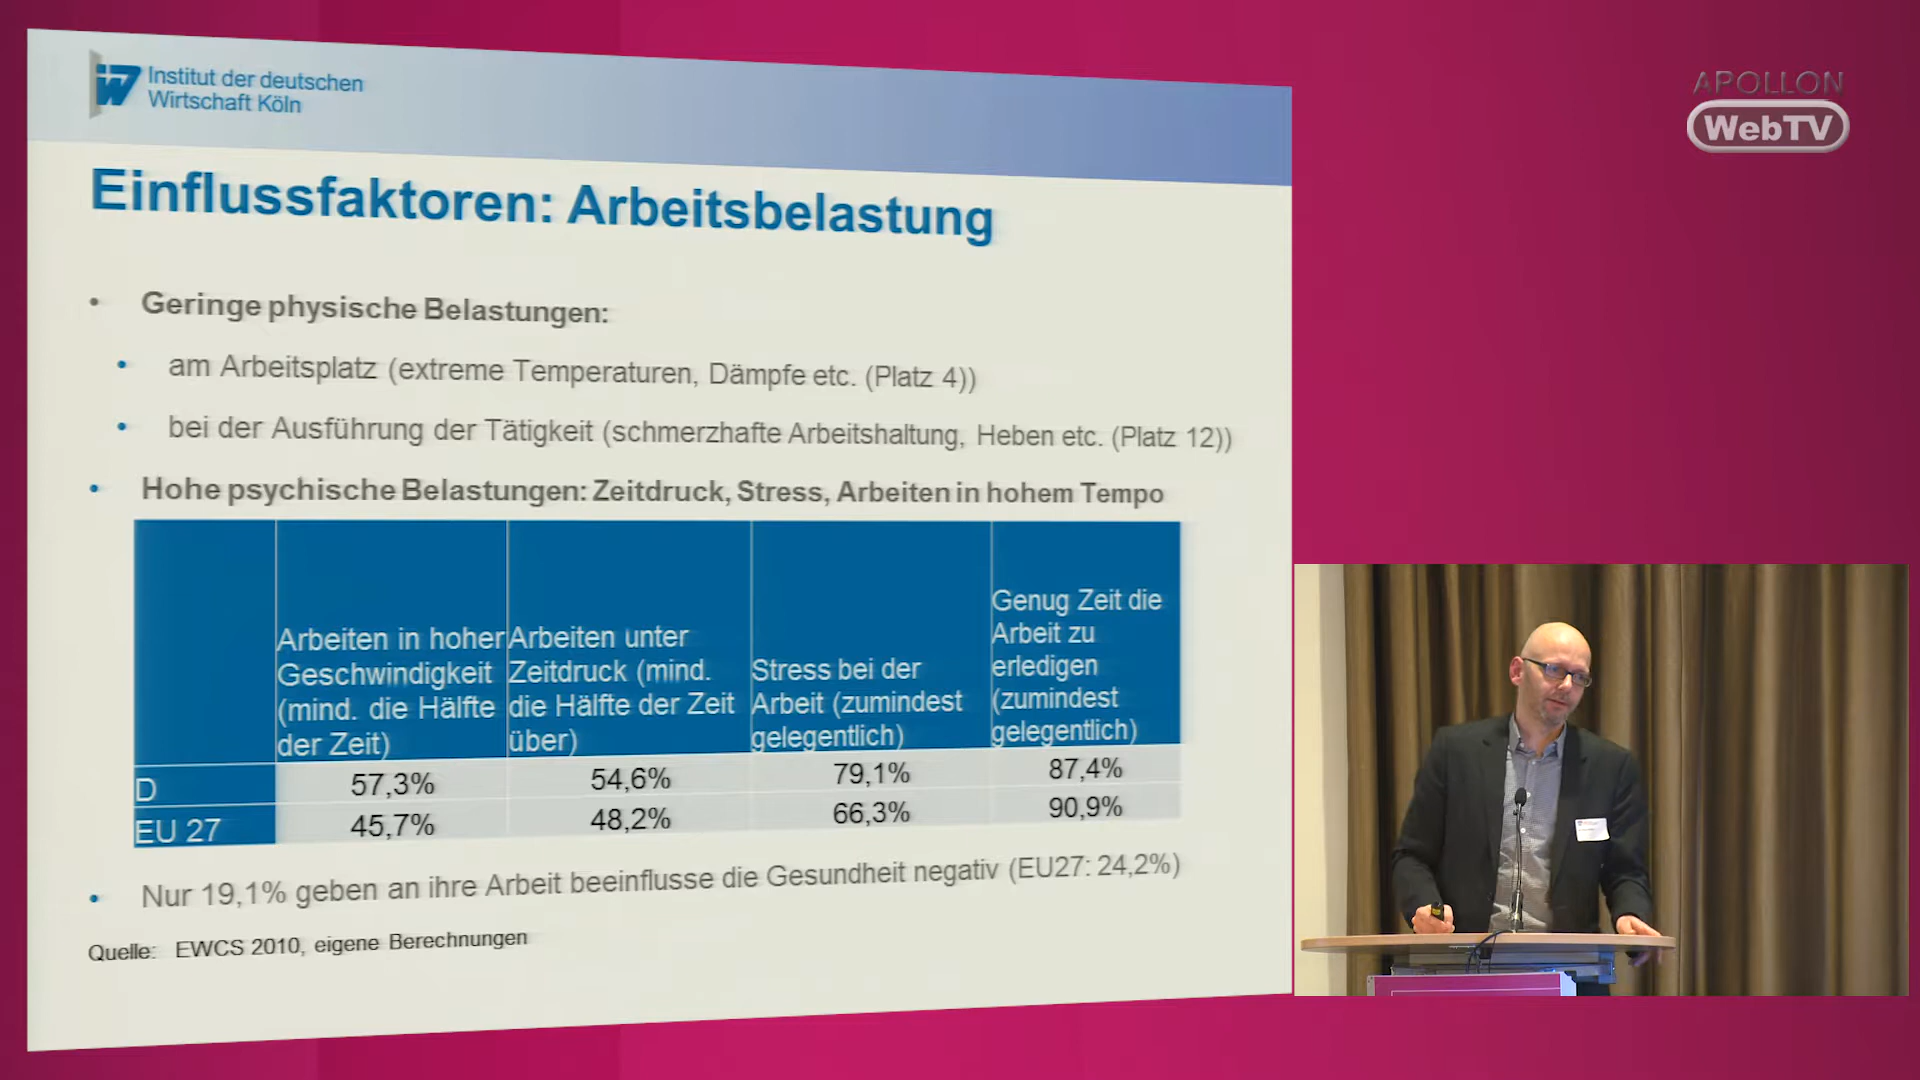 Institut der deutschen
Wirtschaft Köln
APOLLON
WebTV
Einflussfaktoren: Arbeitsbelastung
• Geringe physische Belastungen:
• am Arbeitsplatz (extreme Temperaturen, Dämpfe etc. (Platz 4))
• bei der Ausführung der Tätigkeit (schmerzhafte Arbeitshaltung, Heben etc. (Platz 12))
• Hohe psychische Belastungen: Zeitdruck, Stress, Arbeiten in hohem Tempo
Arbeiten in hoher
Geschwindigkeit
(mind. die Hälfte
der Zeit)
Arbeiten unter
Zeitdruck (mind.
die Hälfte der Zeit
über)
Stress bei der
Arbeit (zumindest
gelegentlich)
Genug Zeit die
Arbeit zu
erledigen
(zumindest
gelegentlich)
D 57,3% 54,6% 79,1% 87,4%
EU 27 45,7% 48,2% 66,3% 90,9%
• Nur 19,1% geben an ihre Arbeit beeinflusse die Gesundheit negativ (EU27: 24,2%)
Quelle: EWCS 2010, eigene Berechnungen